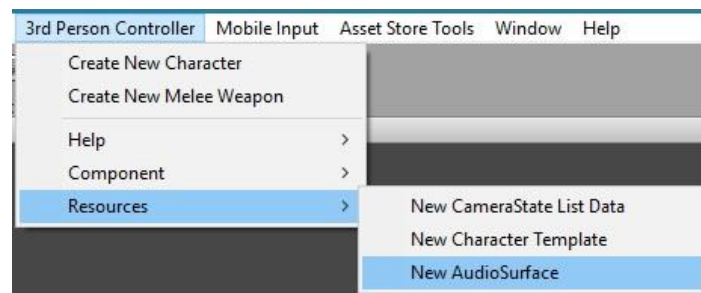 3rd Person Controller Mobile Input Asset Store Tools Window Help
Create New Character
Create New Melee Weapon
Help
Component
Resources
New CameraState List Data
New Character Template
New AudioSurface